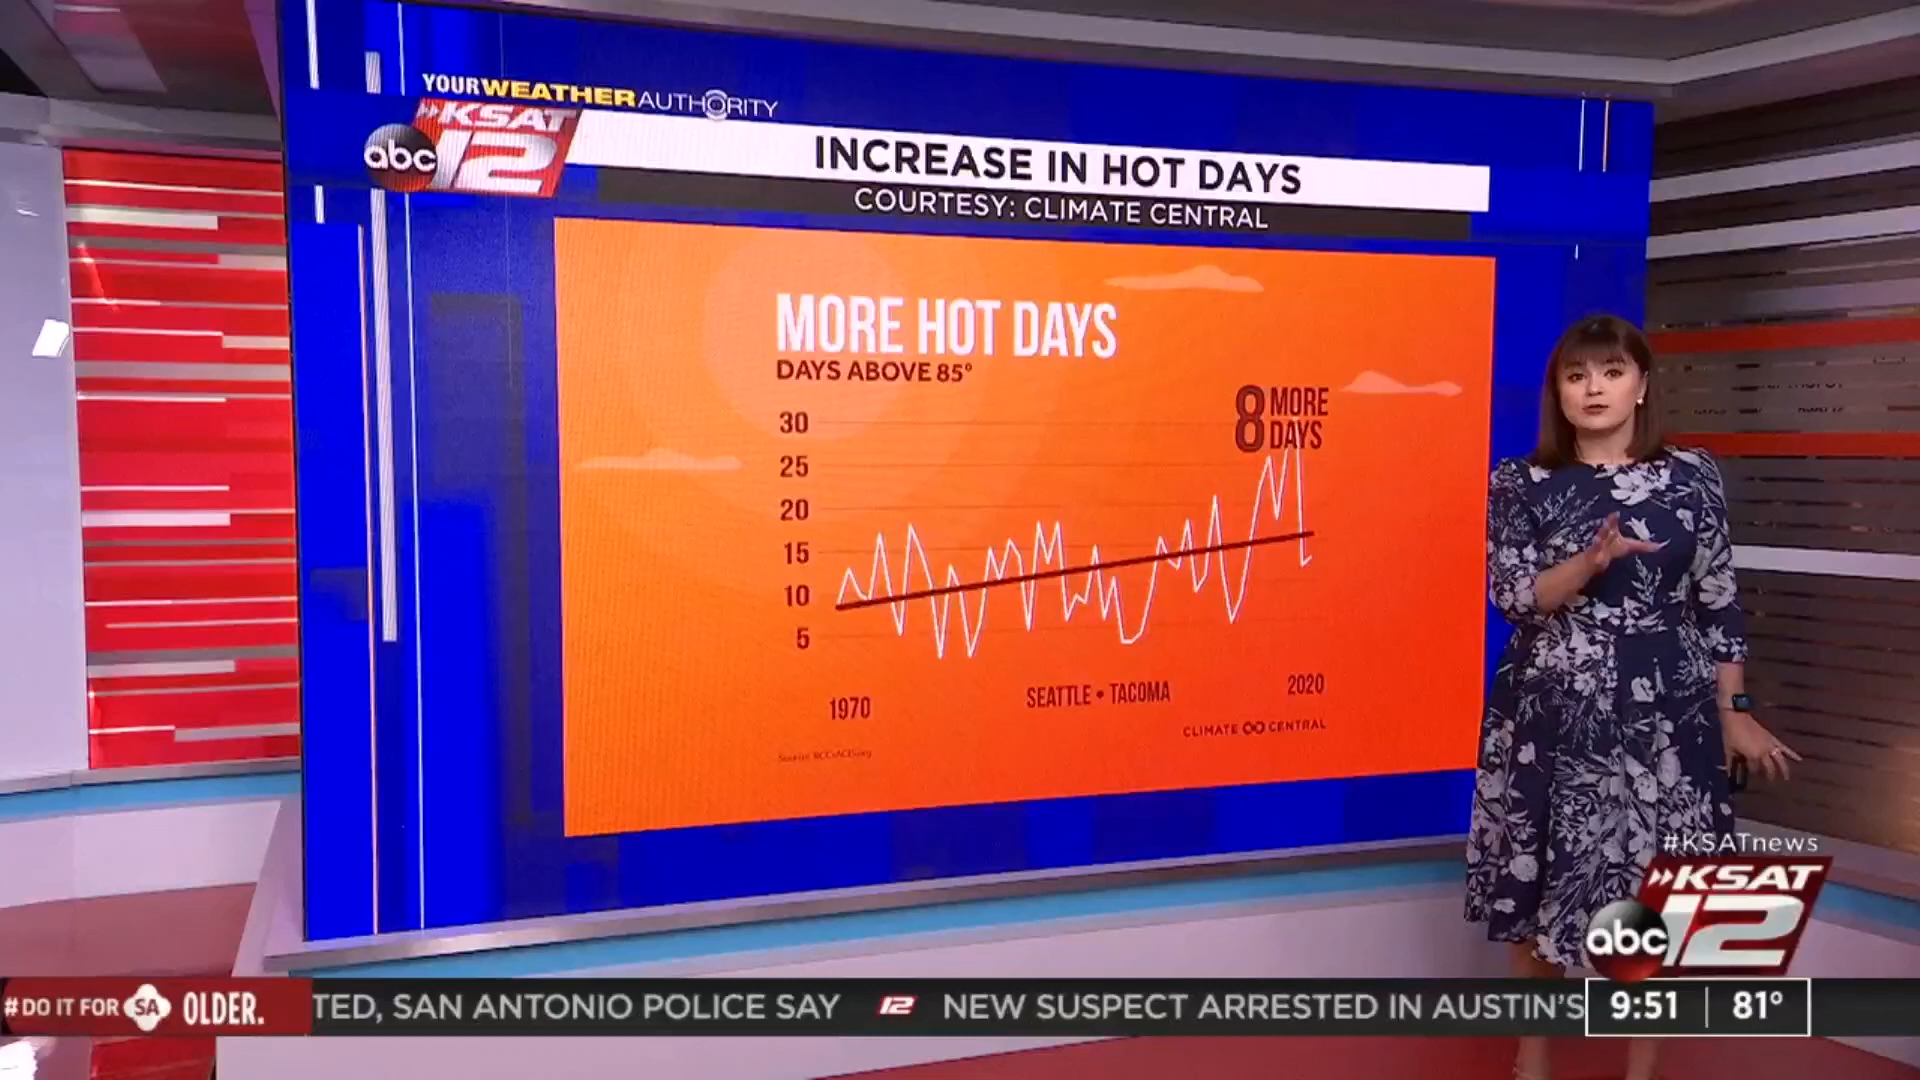 YOUR WEATHER AUTHORITY
KSAT
abc 12
INCREASE IN HOT DAYS
COURTESY: CLIMATE CENTRAL
MORE HOT DAYS
DAYS ABOVE 85°
8 MORE DAYS
30
25
20
15
10
5
1970
SEATTLE • TACOMA
2020
CLIMATE CENTRAL
#KSATnews
KSAT
abc 12
#DO IT FOR SA OLDER.
TED, SAN ANTONIO POLICE SAY 12 NEW SUSPECT ARRESTED IN AUSTIN'S
9:51 81°